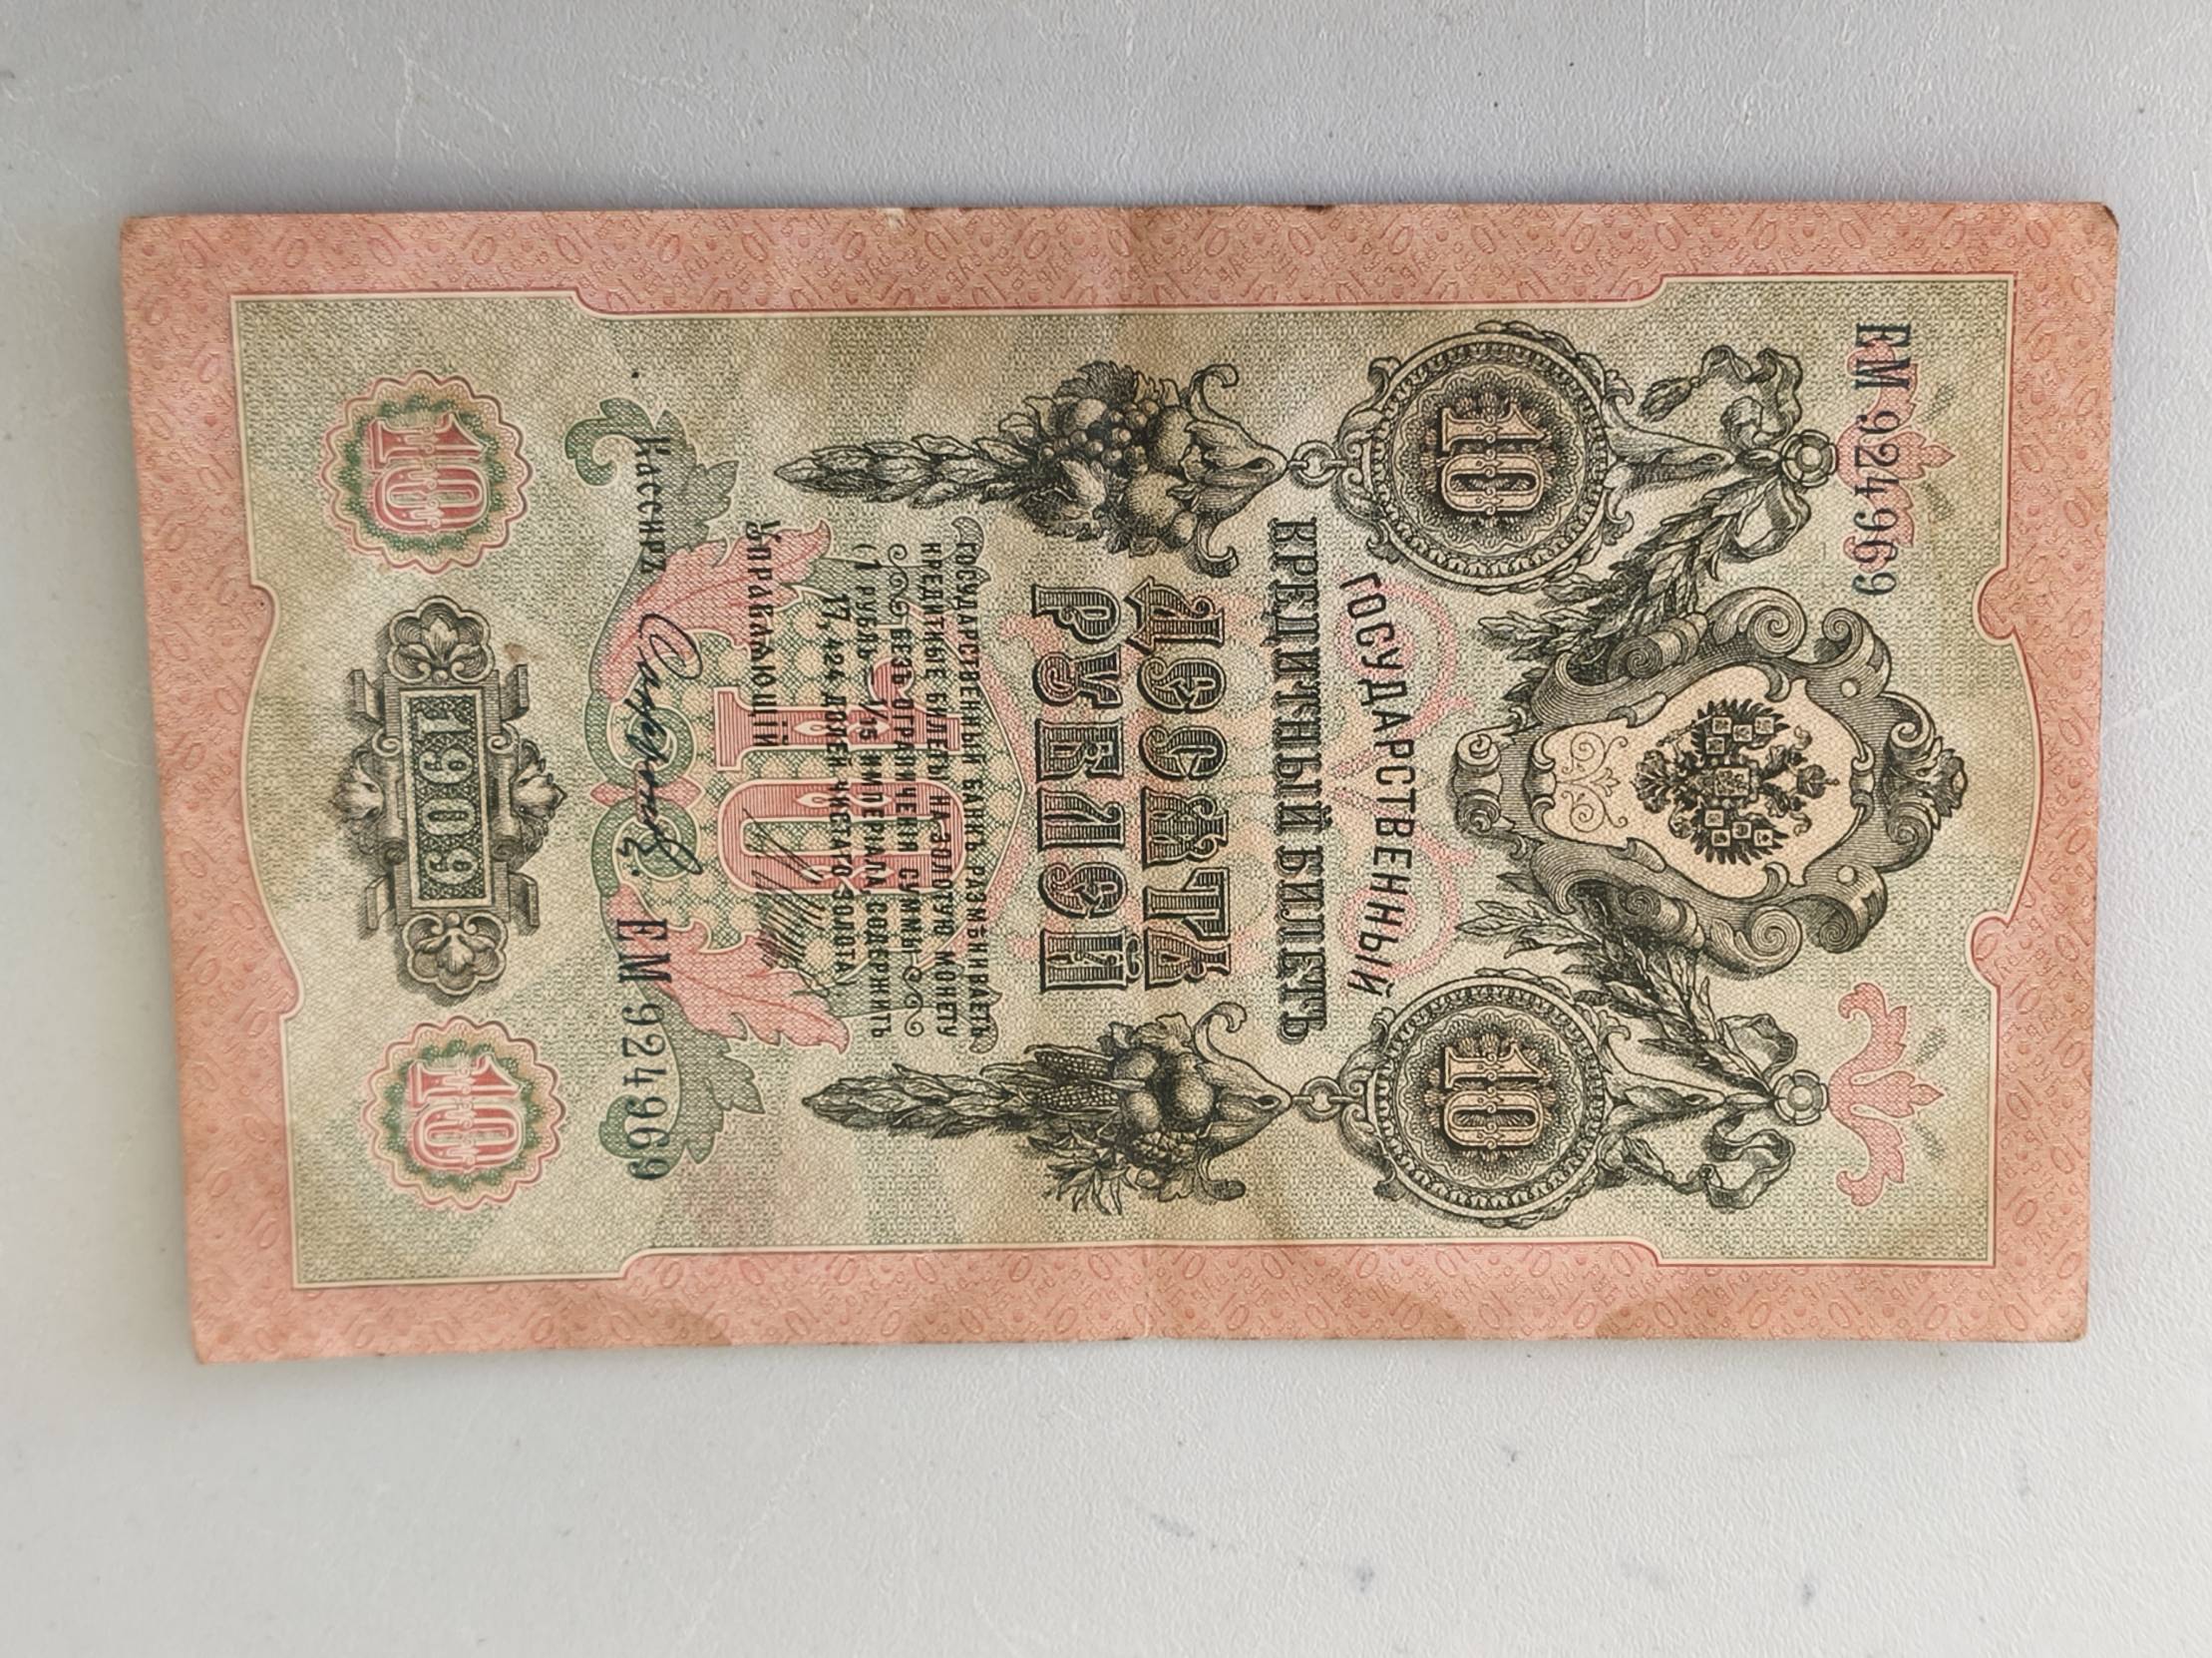 ЕМ 924969
10
10
ГОСУДАРСТВЕННЫЙ
КРЕДИТНЫЙ БИЛЕТЪ
ДЕСЯТЬ
РУБЛЕЙ
ГОСУДАРСТВЕННЫЙ БАНКЪ РАЗМѢНИВАЕТЪ
КРЕДИТНЫЕ БИЛЕТЫ НА ЗОЛОТУЮ МОНЕТУ
БЕЗЪ ОГРАНИЧЕНІЯ СУММЫ
(1 РУБЛЬ = 1/15 ИМПЕРІАЛА, СОДЕРЖИТЪ
17,424 ДОЛЕЙ ЧИСТАГО ЗОЛОТА)
10
Управляющій
Кассиръ
ЕМ 924969
10
1909
10